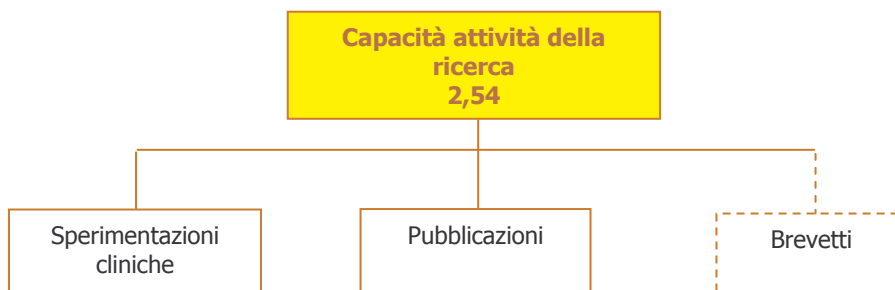 Capacità attività della
ricerca
2,54
Sperimentazioni
cliniche
Pubblicazioni
Brevetti